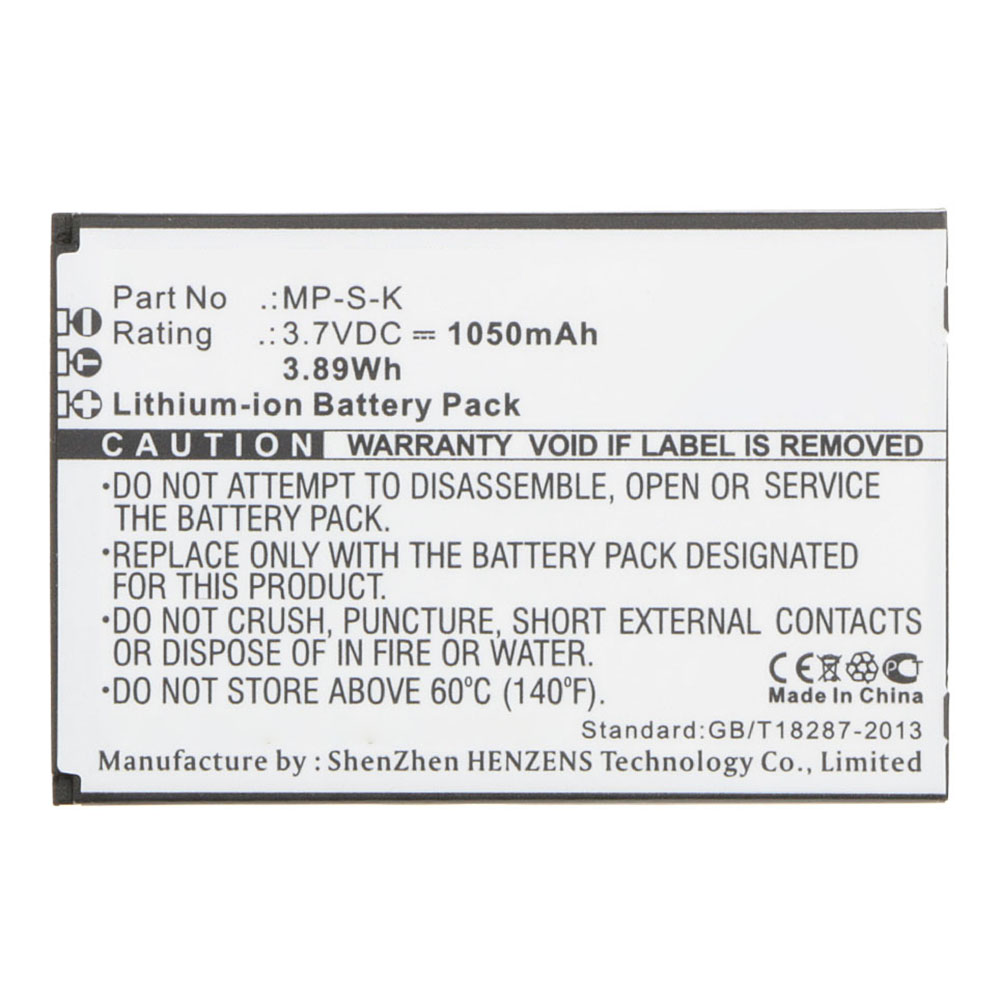 Part No .: MP-S-K
Rating .: 3.7VDC ⎓ 1050mAh
3.89Wh
Lithium-ion Battery Pack
CAUTION WARRANTY VOID IF LABEL IS REMOVED
·DO NOT ATTEMPT TO DISASSEMBLE, OPEN OR SERVICE
THE BATTERY PACK.
·REPLACE ONLY WITH THE BATTERY PACK DESIGNATED
FOR THIS PRODUCT.
·DO NOT CRUSH, PUNCTURE, SHORT EXTERNAL CONTACTS
OR DISPOSE OF IN FIRE OR WATER.
·DO NOT STORE ABOVE 60°C (140°F).
CE PCT
Made In China
Standard:GB/T18287-2013
Manufacture by : ShenZhen HENZENS Technology Co., Limited